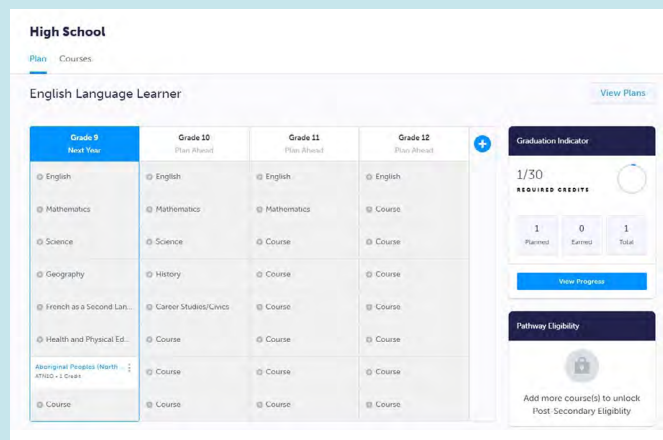 High School
Plan Courses
English Language Learner
View Plans
Grade 9 Grade 10 Grade 11 Grade 12
Next Year Plan Ahead Plan Ahead Plan Ahead
English English English English
Mathematics Mathematics Mathematics Course
Science Science Course Course
Geography History Course Course
French as a Second Lan... Career Studies/Civics Course Course
Health and Physical Ed... Course Course Course
Aboriginal Peoples (North ... Course Course Course
1 Credit
Course Course Course Course
Graduation Indicator
1/30
REQUIRED CREDITS
1 0 1
Planned Earned Total
View Progress
Pathway Eligibility
Add more course(s) to unlock
Post-Secondary Eligiblity